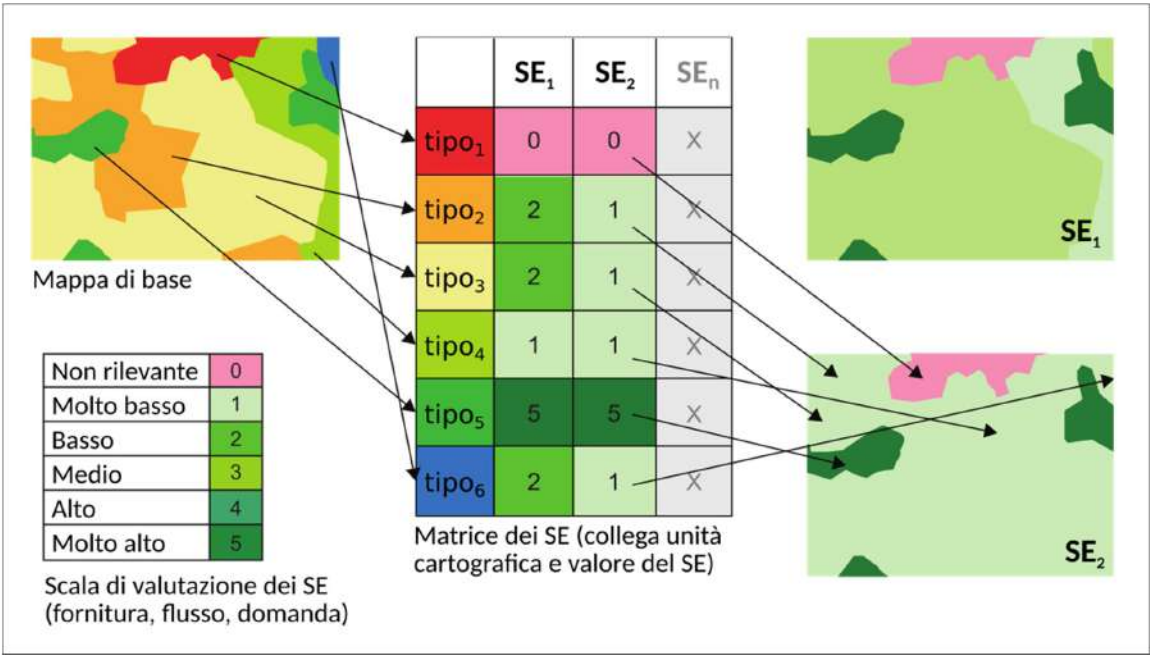 Mappa di base
Non rilevante 0
Molto basso 1
Basso 2
Medio 3
Alto 4
Molto alto 5
Scala di valutazione dei SE
(fornitura, flusso, domanda)
SE₁ SE₂ SEₙ
tipo₁ 0 0 X
tipo₂ 2 1 X
tipo₃ 2 1 X
tipo₄ 1 1 X
tipo₅ 5 5 X
tipo₆ 2 1 X
Matrice dei SE (collega unità
cartografica e valore del SE)
SE₁
SE₂